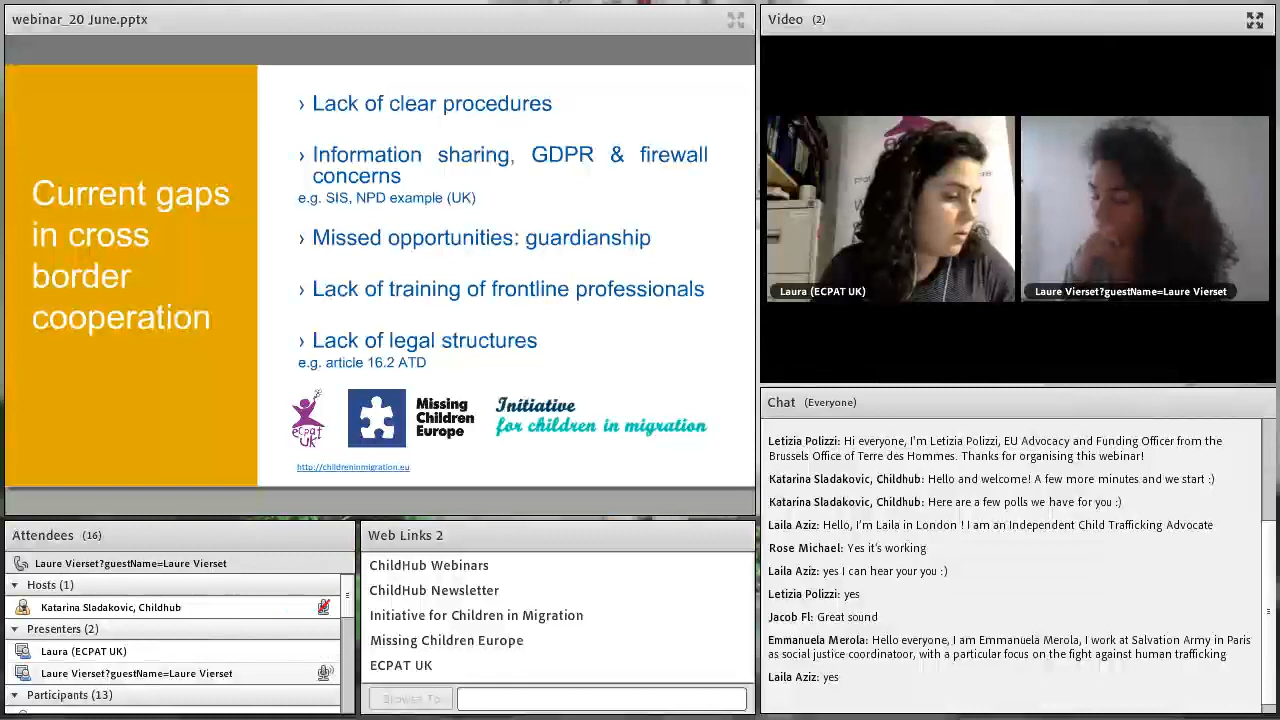 webinar_20 June.pptx
Current gaps
in cross
border
cooperation
› Lack of clear procedures
› Information sharing, GDPR & firewall
concerns
e.g. SIS, NPD example (UK)
› Missed opportunities: guardianship
› Lack of training of frontline professionals
› Lack of legal structures
e.g. article 16.2 ATD
ecpat
UK
Missing
Children
Europe
Initiative
for children in migration
http://childreninmigration.eu
Video (2)
Laura (ECPAT UK)
Laure Vierset?guestName=Laure Vierset
Chat (Everyone)
Letizia Polizzi: Hi everyone, I'm Letizia Polizzi, EU Advocacy and Funding Officer from the
Brussels Office of Terre des Hommes. Thanks for organising this webinar!
Katarina Sladakovic, Childhub: Hello and welcome! A few more minutes and we start :)
Katarina Sladakovic, Childhub: Here are a few polls we have for you :)
Laila Aziz: Hello, I'm Laila in London ! I am an Independent Child Trafficking Advocate
Rose Michael: Yes it's working
Laila Aziz: yes I can hear your you :)
Letizia Polizzi: yes
Jacob Fl: Great sound
Emmanuela Merola: Hello everyone, I am Emmanuela Merola, I work at Salvation Army in Paris
as social justice coordinatoor, with a particular focus on the fight against human trafficking
Laila Aziz: yes
Attendees (16)
Laure Vierset?guestName=Laure Vierset
Hosts (1)
Katarina Sladakovic, Childhub
Presenters (2)
Laura (ECPAT UK)
Laure Vierset?guestName=Laure Vierset
Participants (13)
Web Links 2
ChildHub Webinars
ChildHub Newsletter
Initiative for Children in Migration
Missing Children Europe
ECPAT UK
Browse To